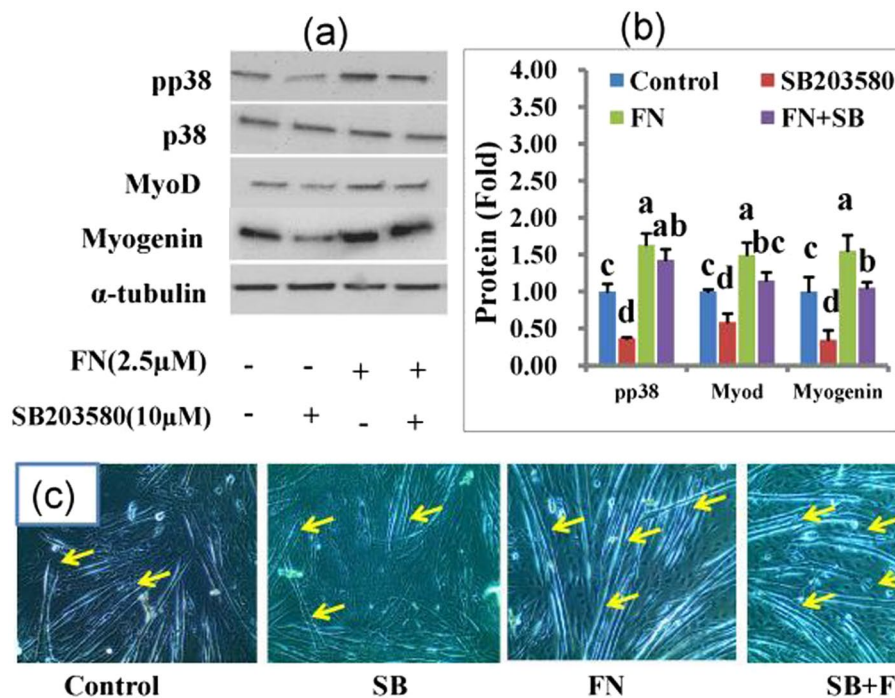 (a)
pp38
p38
MyoD
Myogenin
α-tubulin
FN(2.5µM) - - + +
SB203580(10µM) - + - +
(b)
4.00
3.50
3.00
2.50
2.00
1.50
1.00
0.50
0.00
Protein (Fold)
Control SB203580
FN FN+SB
c d a ab
c d a bc
c d a b
pp38 Myod Myogenin
(c)
Control SB FN SB+F